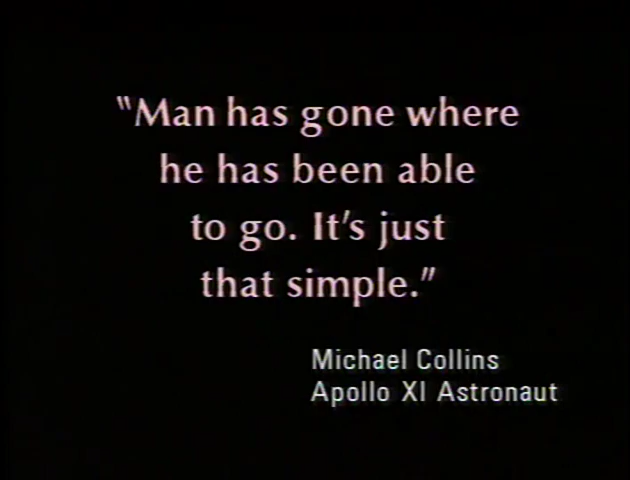 "Man has gone where
he has been able
to go. It's just
that simple."
Michael Collins
Apollo XI Astronaut